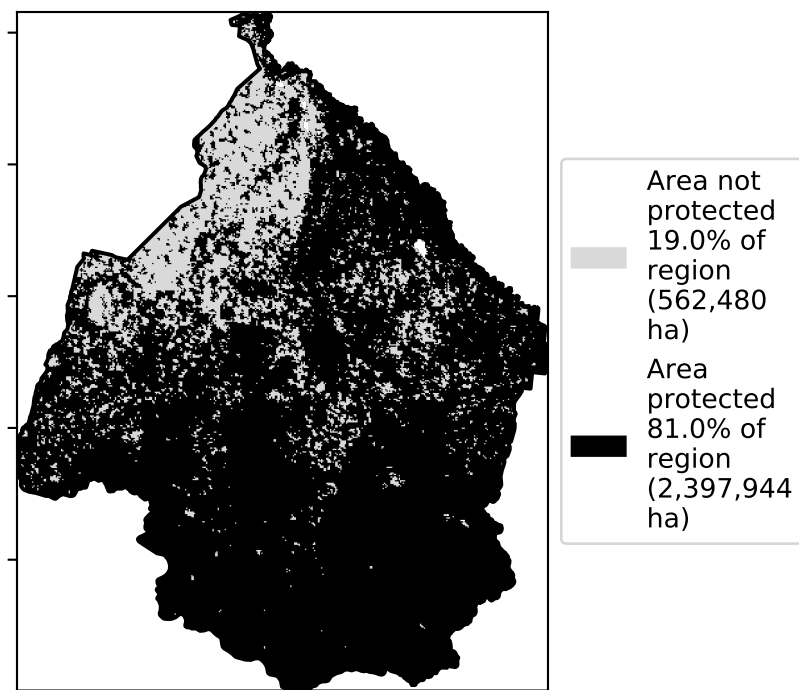 Area not
protected
19.0% of
region
(562,480
ha)
Area
protected
81.0% of
region
(2,397,944
ha)